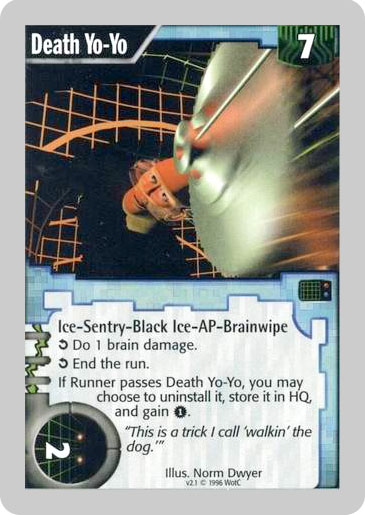 Death Yo-Yo
7
Ice-Sentry-Black Ice-AP-Brainwipe
Do 1 brain damage.
End the run.
If Runner passes Death Yo-Yo, you may
choose to uninstall it, store it in HQ,
and gain 1.
"This is a trick I call 'walkin' the
dog.'"
2
Illus. Norm Dwyer
v2.1 © 1996 WotC